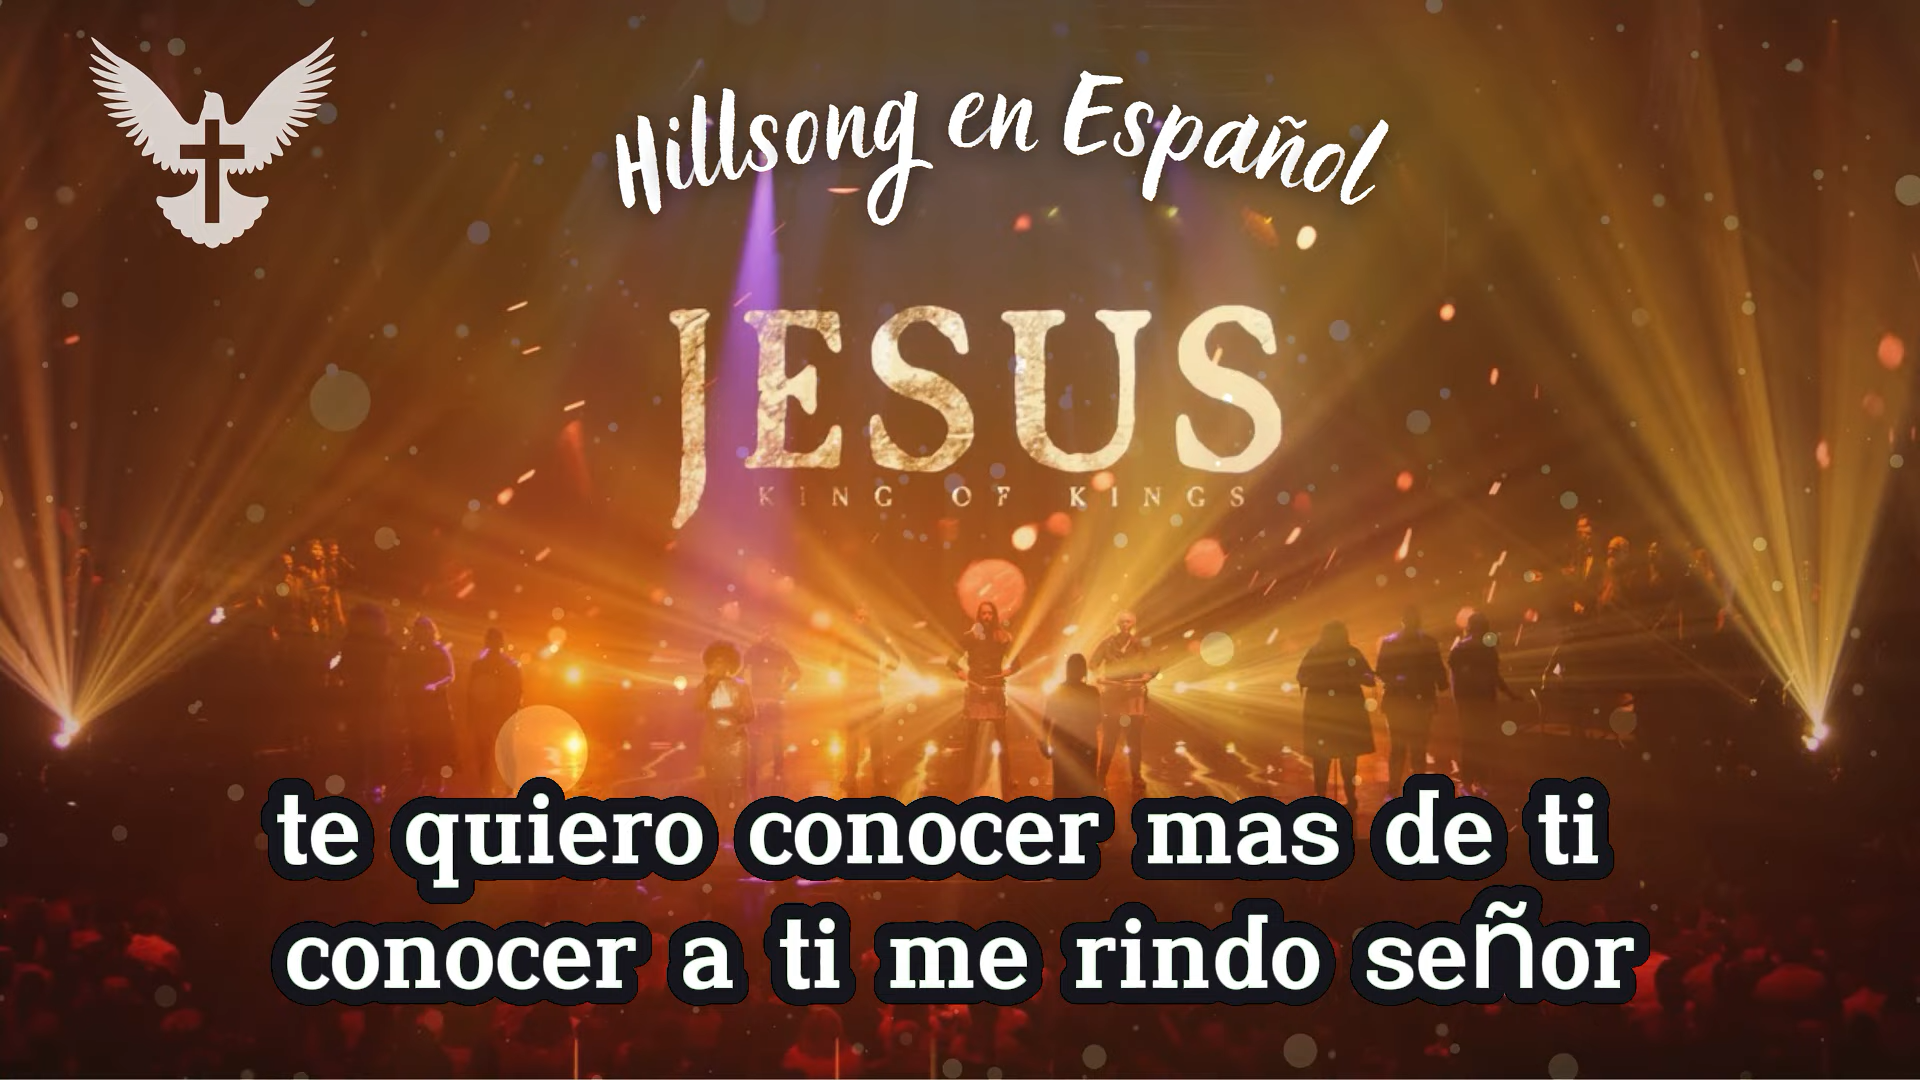 Hillsong en Español
JESUS
KING OF KINGS
te quiero conocer mas de ti
conocer a ti me rindo señor